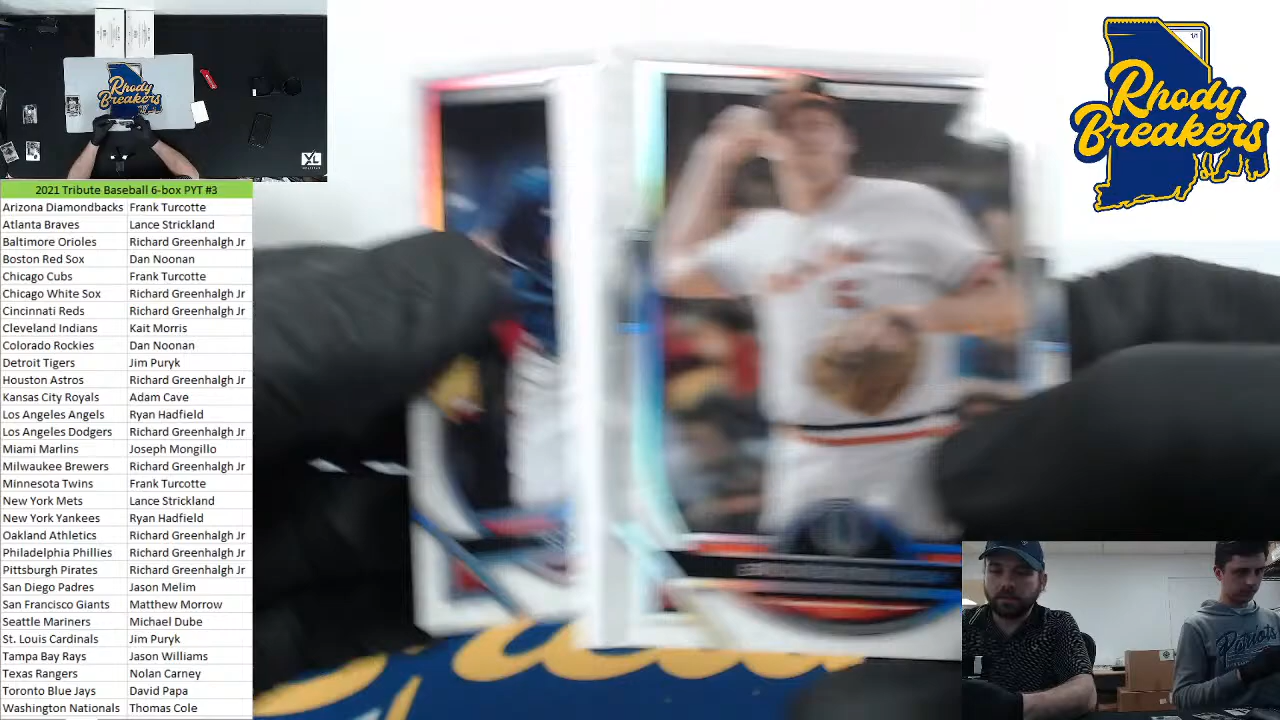 Rhody
Breakers
XL
1/1
Rhody
Breakers
2021 Tribute Baseball 6-box PYT #3
Arizona Diamondbacks Frank Turcotte
Atlanta Braves Lance Strickland
Baltimore Orioles Richard Greenhalgh Jr
Boston Red Sox Dan Noonan
Chicago Cubs Frank Turcotte
Chicago White Sox Richard Greenhalgh Jr
Cincinnati Reds Richard Greenhalgh Jr
Cleveland Indians Kait Morris
Colorado Rockies Dan Noonan
Detroit Tigers Jim Puryk
Houston Astros Richard Greenhalgh Jr
Kansas City Royals Adam Cave
Los Angeles Angels Ryan Hadfield
Los Angeles Dodgers Richard Greenhalgh Jr
Miami Marlins Joseph Mongillo
Milwaukee Brewers Richard Greenhalgh Jr
Minnesota Twins Frank Turcotte
New York Mets Lance Strickland
New York Yankees Ryan Hadfield
Oakland Athletics Richard Greenhalgh Jr
Philadelphia Phillies Richard Greenhalgh Jr
Pittsburgh Pirates Richard Greenhalgh Jr
San Diego Padres Jason Melim
San Francisco Giants Matthew Morrow
Seattle Mariners Michael Dube
St. Louis Cardinals Jim Puryk
Tampa Bay Rays Jason Williams
Texas Rangers Nolan Carney
Toronto Blue Jays David Papa
Washington Nationals Thomas Cole
Patriots